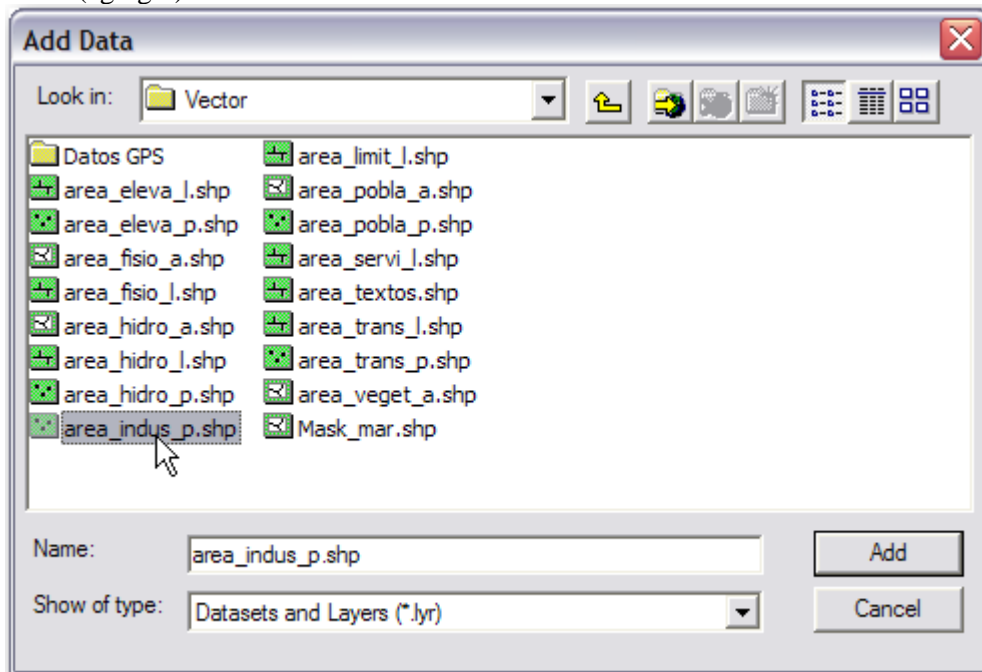 Add Data
Look in: Vector
Datos GPS
area_eleva_l.shp
area_eleva_p.shp
area_fisio_a.shp
area_fisio_l.shp
area_hidro_a.shp
area_hidro_l.shp
area_hidro_p.shp
area_indus_p.shp
area_limit_l.shp
area_pobla_a.shp
area_pobla_p.shp
area_servi_l.shp
area_textos.shp
area_trans_l.shp
area_trans_p.shp
area_veget_a.shp
Mask_mar.shp
Name: area_indus_p.shp
Add
Show of type: Datasets and Layers (*.lyr)
Cancel